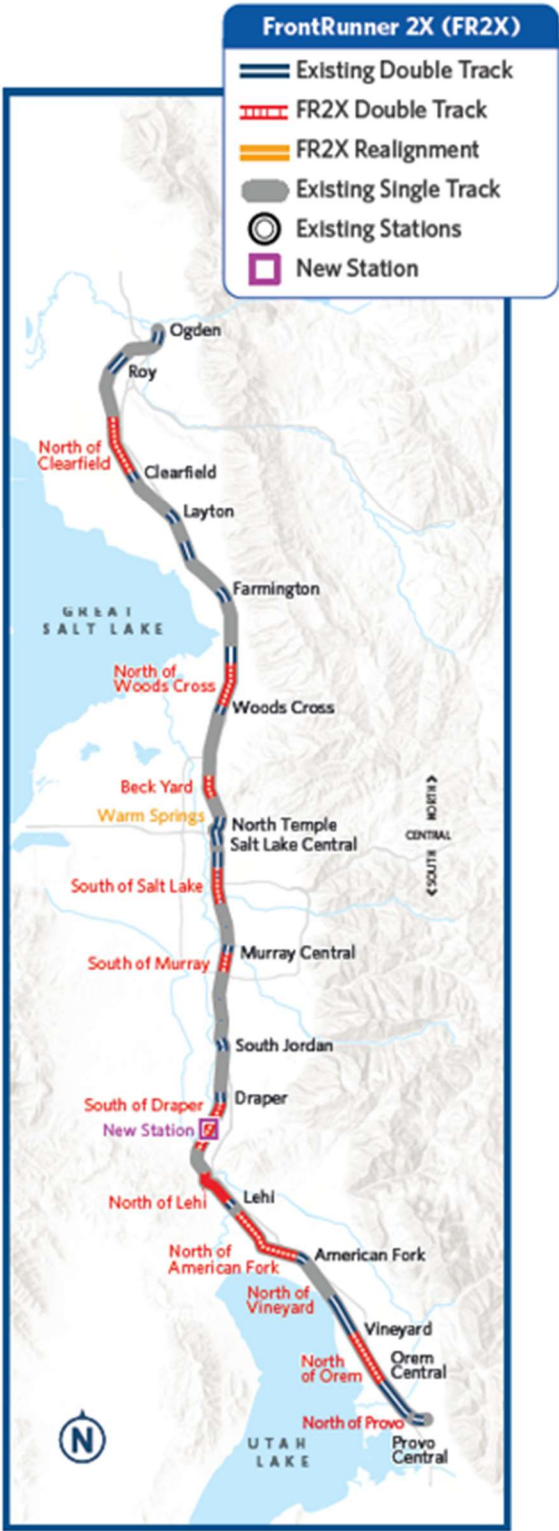 FrontRunner 2X (FR2X)
Existing Double Track
FR2X Double Track
FR2X Realignment
Existing Single Track
Existing Stations
New Station
Ogden
Roy
North of
Clearfield
Clearfield
Layton
Farmington
GREAT
SALT LAKE
North of
Woods Cross
Woods Cross
Beck Yard
Warm Springs
North Temple
Salt Lake Central
NORTH
CENTRAL
SOUTH
South of Salt Lake
Murray Central
South of Murray
South Jordan
Draper
South of Draper
New Station
Lehi
North of Lehi
North of
American Fork
American Fork
North of
Vineyard
Vineyard
North
of Orem
Orem
Central
North of Provo
Provo
Central
UTAH
LAKE
N